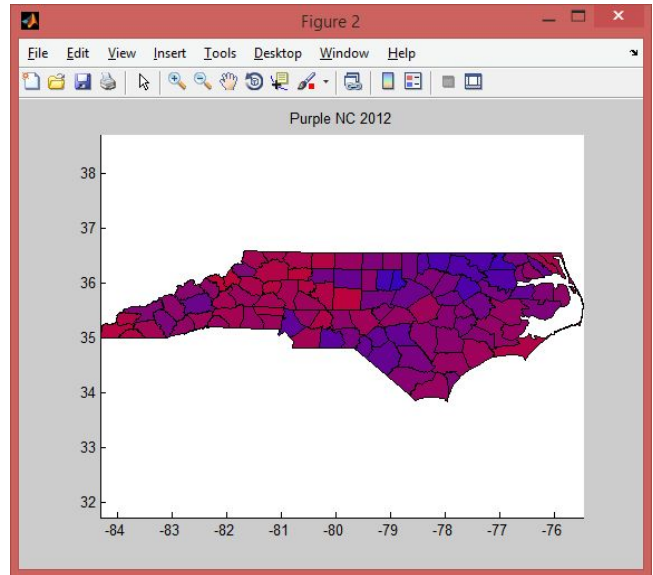 Figure 2
File Edit View Insert Tools Desktop Window Help
Purple NC 2012
38
37
36
35
34
33
32
-84 -83 -82 -81 -80 -79 -78 -77 -76